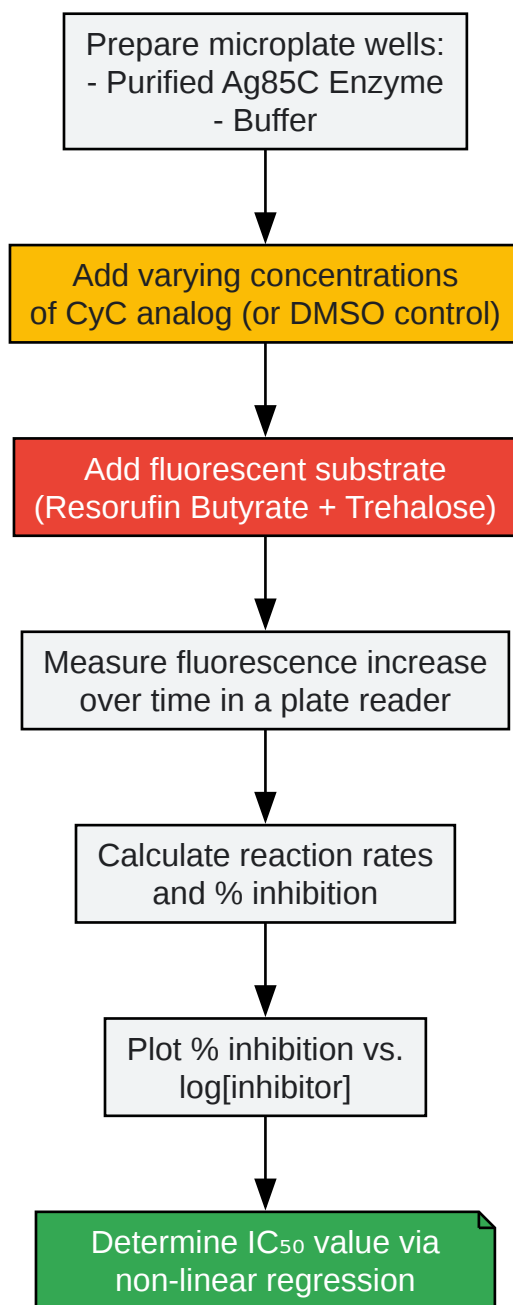 Prepare microplate wells:
- Purified Ag85C Enzyme
- Buffer
Add varying concentrations
of CyC analog (or DMSO control)
Add fluorescent substrate
(Resorufin Butyrate + Trehalose)
Measure fluorescence increase
over time in a plate reader
Calculate reaction rates
and % inhibition
Plot % inhibition vs.
log[inhibitor]
Determine IC₅₀ value via
non-linear regression